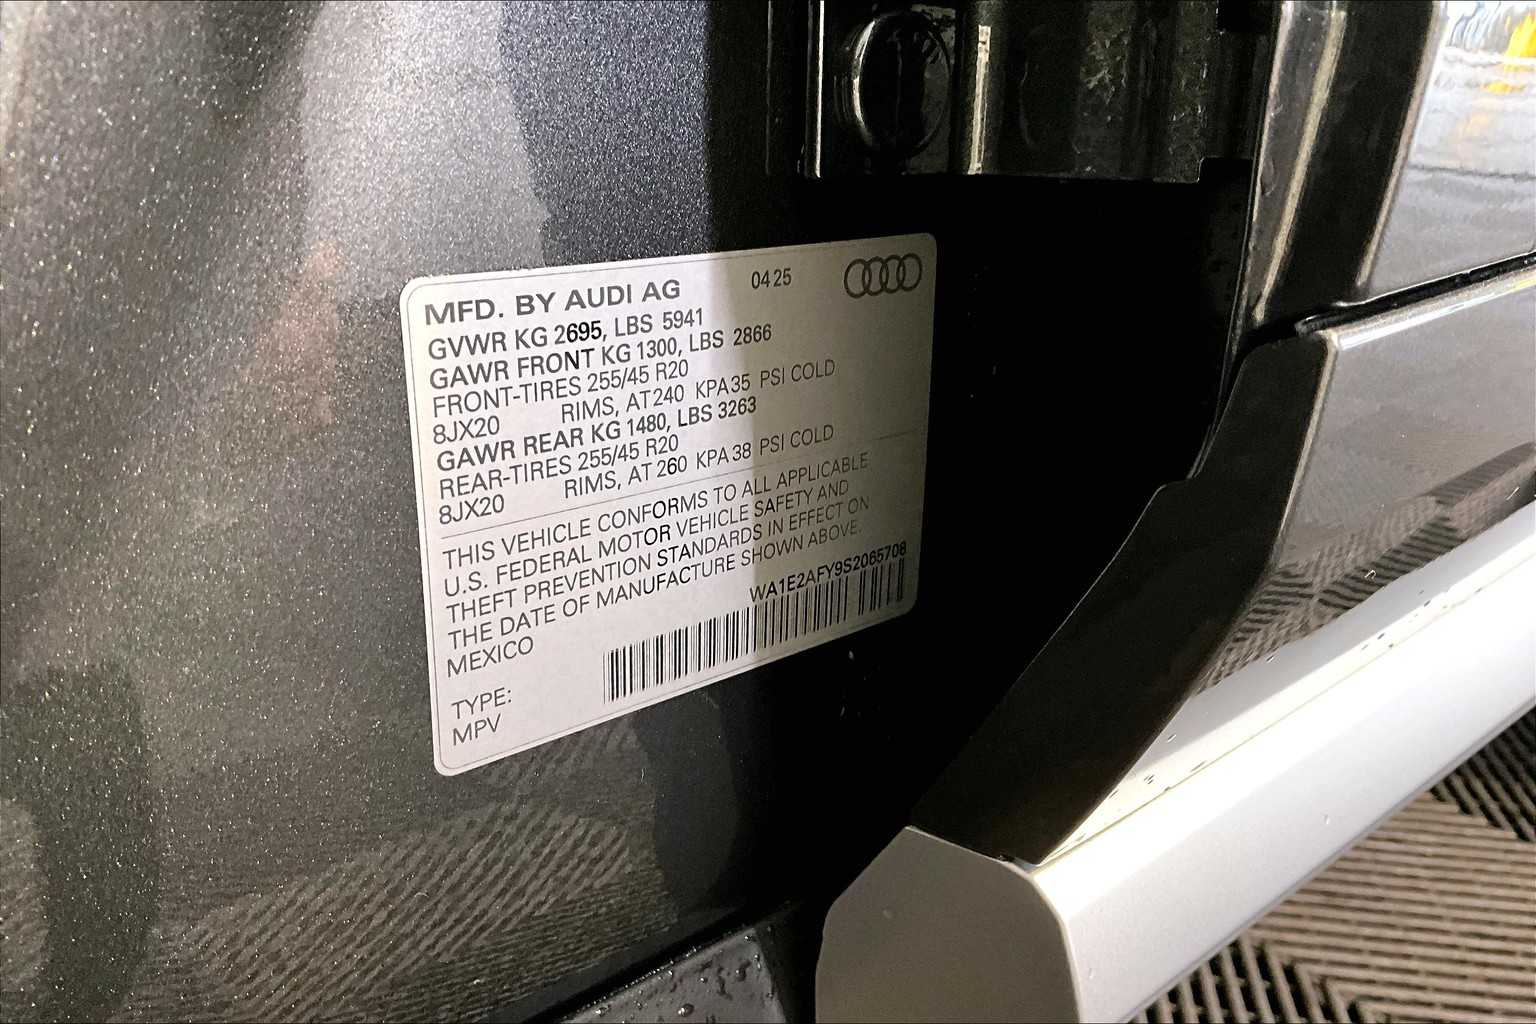 MFD. BY AUDI AG 04 25
GVWR KG 2695, LBS 5941
GAWR FRONT KG 1300, LBS 2866
FRONT-TIRES 255/45 R20
8JX20 RIMS, AT 240 KPA 35 PSI COLD
GAWR REAR KG 1480, LBS 3263
REAR-TIRES 255/45 R20
8JX20 RIMS, AT 260 KPA 38 PSI COLD
THIS VEHICLE CONFORMS TO ALL APPLICABLE
U.S. FEDERAL MOTOR VEHICLE SAFETY AND
THEFT PREVENTION STANDARDS IN EFFECT ON
THE DATE OF MANUFACTURE SHOWN ABOVE.
MEXICO WA1E2AFY9S2065708
TYPE:
MPV